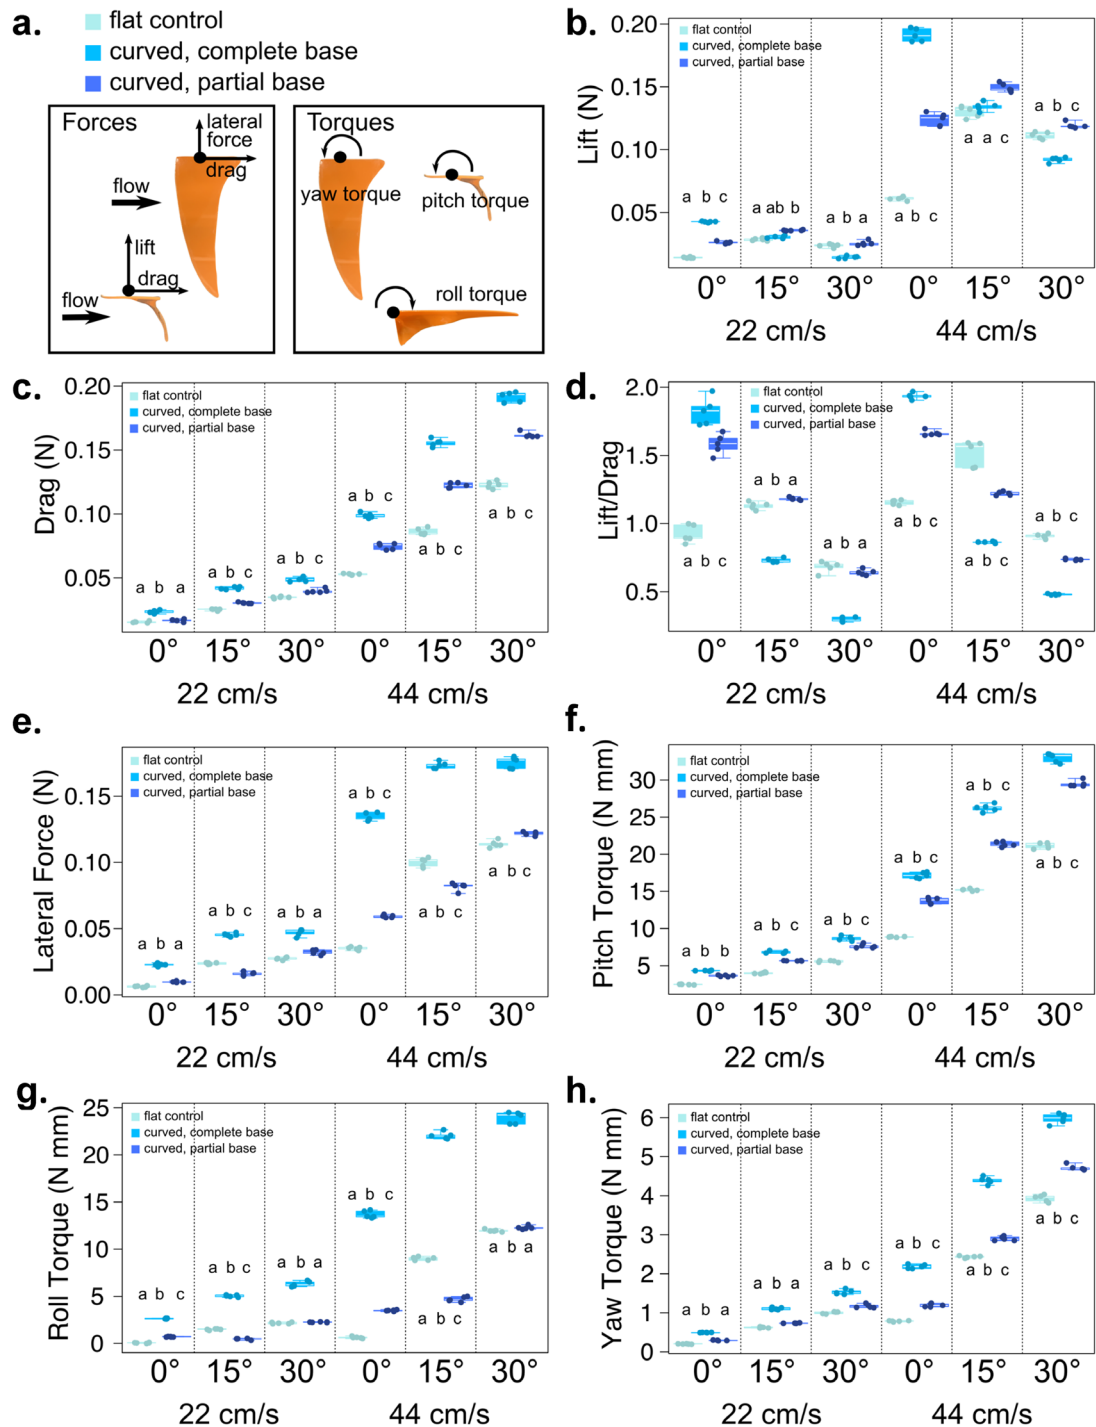 a.
flat control
curved, complete base
curved, partial base
Forces
lateral
force
drag
flow
lift
drag
flow
Torques
yaw torque
pitch torque
roll torque
b.
Lift (N)
0.20
0.15
0.10
0.05
flat control
curved, complete base
curved, partial base
a b c
a ab b
a b a
a b c
a a c
a b c
0° 15° 30° 0° 15° 30°
22 cm/s 44 cm/s
c.
Drag (N)
0.20
0.15
0.10
0.05
flat control
curved, complete base
curved, partial base
a b a
a b c
a b c
a b c
a b c
a b c
0° 15° 30° 0° 15° 30°
22 cm/s 44 cm/s
d.
Lift/Drag
2.0
1.5
1.0
0.5
flat control
curved, complete base
curved, partial base
a b c
a b a
a b a
a b c
a b c
a b c
0° 15° 30° 0° 15° 30°
22 cm/s 44 cm/s
e.
Lateral Force (N)
0.15
0.10
0.05
0.00
flat control
curved, complete base
curved, partial base
a b a
a b c
a b a
a b c
a b c
a b c
0° 15° 30° 0° 15° 30°
22 cm/s 44 cm/s
f.
Pitch Torque (N mm)
30
25
20
15
10
5
flat control
curved, complete base
curved, partial base
a b b
a b c
a b c
a b c
a b c
a b c
0° 15° 30° 0° 15° 30°
22 cm/s 44 cm/s
g.
Roll Torque (N mm)
25
20
15
10
5
0
flat control
curved, complete base
curved, partial base
a b c
a b c
a b a
a b c
a b c
a b a
0° 15° 30° 0° 15° 30°
22 cm/s 44 cm/s
h.
Yaw Torque (N mm)
6
5
4
3
2
1
0
flat control
curved, complete base
curved, partial base
a b a
a b a
a b c
a b c
a b c
a b c
0° 15° 30° 0° 15° 30°
22 cm/s 44 cm/s